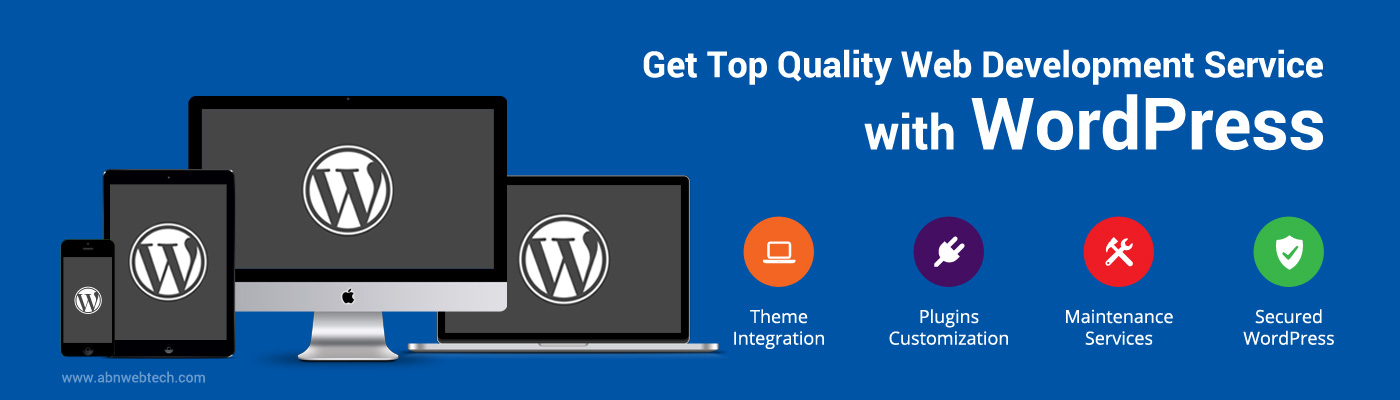 Get Top Quality Web Development Service
with WordPress
Theme
Integration
Plugins
Customization
Maintenance
Services
Secured
WordPress
www.abnwebtech.com